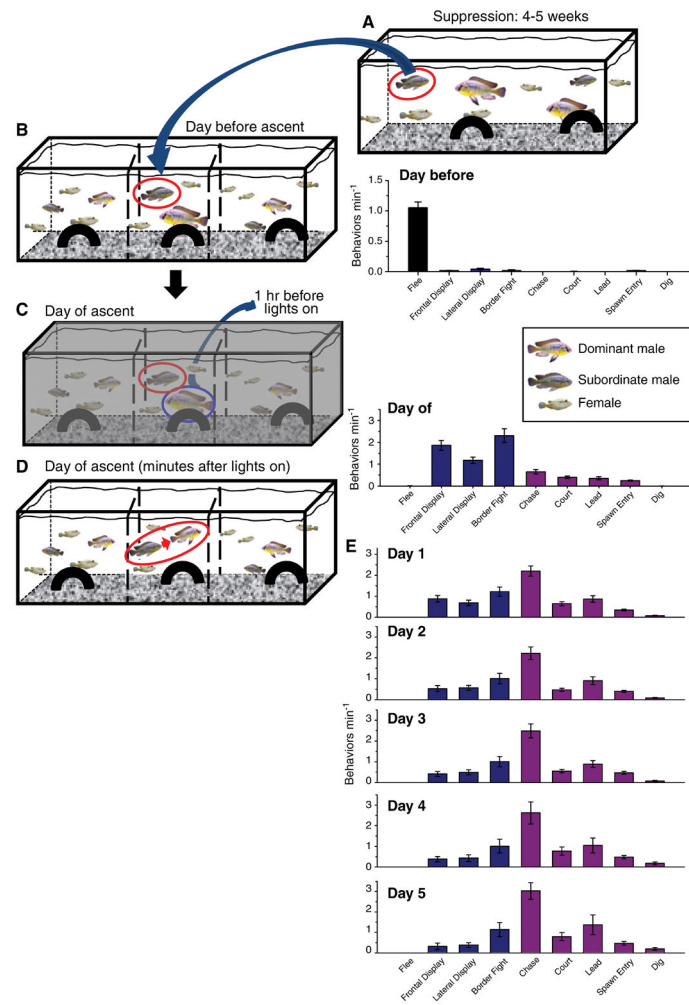 A
Suppression: 4-5 weeks
B
Day before ascent
Day before
Behaviors min-1
1.5
1.0
0.5
0.0
Flee
Frontal Display
Lateral Display
Border Fight
Chase
Court
Lead
Spawn Entry
Dig
C
Day of ascent
1 hr before
lights on
Dominant male
Subordinate male
Female
Day of
Behaviors min-1
3
2
1
0
Flee
Frontal Display
Lateral Display
Border Fight
Chase
Court
Lead
Spawn Entry
Dig
D
Day of ascent (minutes after lights on)
E
Behaviors min-1
Day 1
3
2
1
0
Day 2
3
2
1
0
Day 3
3
2
1
0
Day 4
3
2
1
0
Day 5
3
2
1
0
Flee
Frontal Display
Lateral Display
Border Fight
Chase
Court
Lead
Spawn Entry
Dig